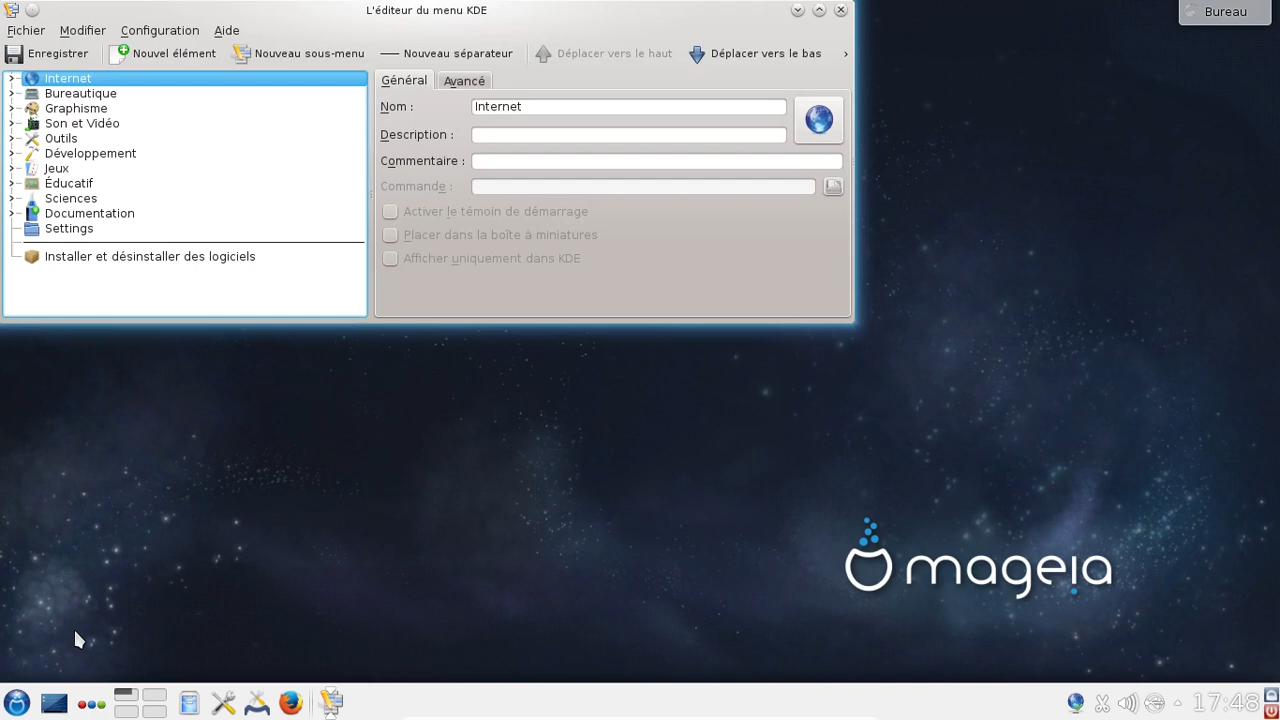 L'éditeur du menu KDE
Bureau
Fichier Modifier Configuration Aide
Enregistrer Nouvel élément Nouveau sous-menu Nouveau séparateur Déplacer vers le haut Déplacer vers le bas
Internet
Bureautique
Graphisme
Son et Vidéo
Outils
Développement
Jeux
Éducatif
Sciences
Documentation
Settings
Installer et désinstaller des logiciels
Général Avancé
Nom : Internet
Description :
Commentaire :
Commande :
Activer le témoin de démarrage
Placer dans la boîte à miniatures
Afficher uniquement dans KDE
mageia
17:48